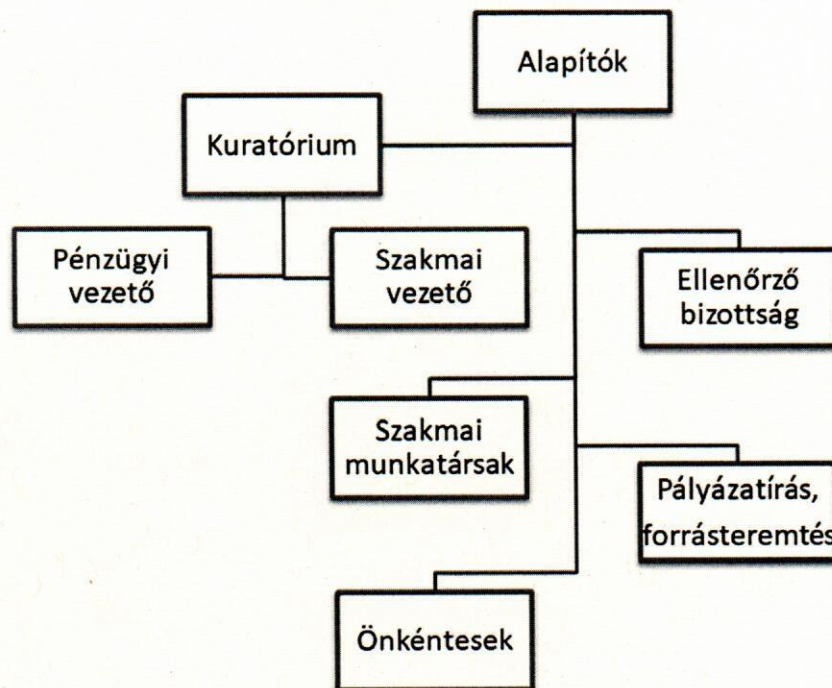 Alapítók
Kuratórium
Pénzügyi
vezető
Szakmai
vezető
Ellenőrző
bizottság
Szakmai
munkatársak
Pályázatírás,
forrásteremtés
Önkéntesek